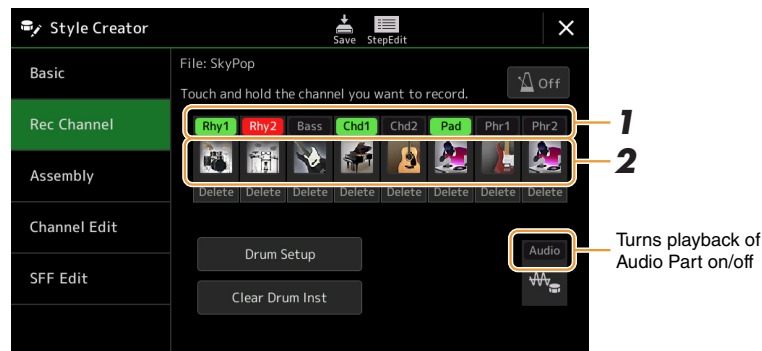 Style Creator
Save StepEdit
Basic
Rec Channel
Assembly
Channel Edit
SFF Edit
File: SkyPop
Touch and hold the channel you want to record.
Off
Rhy1 Rhy2 Bass Chd1 Chd2 Pad Phr1 Phr2
1
2
Delete Delete Delete Delete Delete Delete Delete Delete
Drum Setup
Clear Drum Inst
Audio
Turns playback of
Audio Part on/off